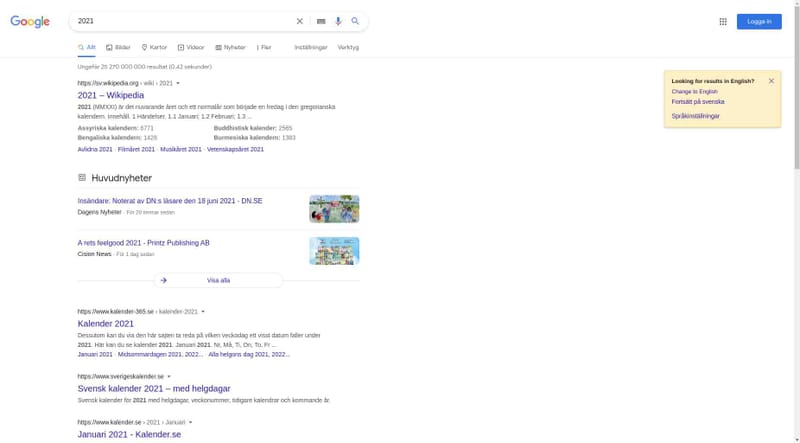 Google
2021
Logga in
Allt Bilder Kartor Videor Nyheter Fler Inställningar Verktyg
Ungefär 25 270 000 000 resultat (0,42 sekunder)
Looking for results in English?
Change to English
Fortsätt på svenska
Språkinställningar
https://sv.wikipedia.org › wiki › 2021
2021 – Wikipedia
2021 (MMXXI) är det nuvarande året och ett normalår som började en fredag i den gregorianska
kalendern. Innehåll. 1 Händelser. 1.1 Januari; 1.2 Februari; 1.3 ...
Assyriska kalendern: 6771 Buddhistisk kalender: 2565
Bengaliska kalendern: 1428 Burmesiska kalendern: 1383
Avlidna 2021 · Filmåret 2021 · Musikåret 2021 · Vetenskapsåret 2021
Huvudnyheter
Insändare: Noterat av DN:s läsare den 18 juni 2021 - DN.SE
Dagens Nyheter · För 20 timmar sedan
A rets feelgood 2021 - Printz Publishing AB
Cision News · För 1 dag sedan
Visa alla
https://www.kalender-365.se › kalender-2021
Kalender 2021
Dessutom kan du via den här sajten ta reda på vilken veckodag ett visst datum faller under
2021. Här kan du se kalender 2021. Januari 2021. Nr, Må, Ti, On, To, Fr ...
Januari 2021 · Midsommardagen 2021, 2022... · Alla helgons dag 2021, 2022...
https://www.sverigeskalender.se
Svensk kalender 2021 – med helgdagar
Svensk kalender för 2021 med helgdagar, veckonummer, tidigare kalendrar och kommande år.
https://www.kalender.se › 2021 › Januari
Januari 2021 - Kalender.se